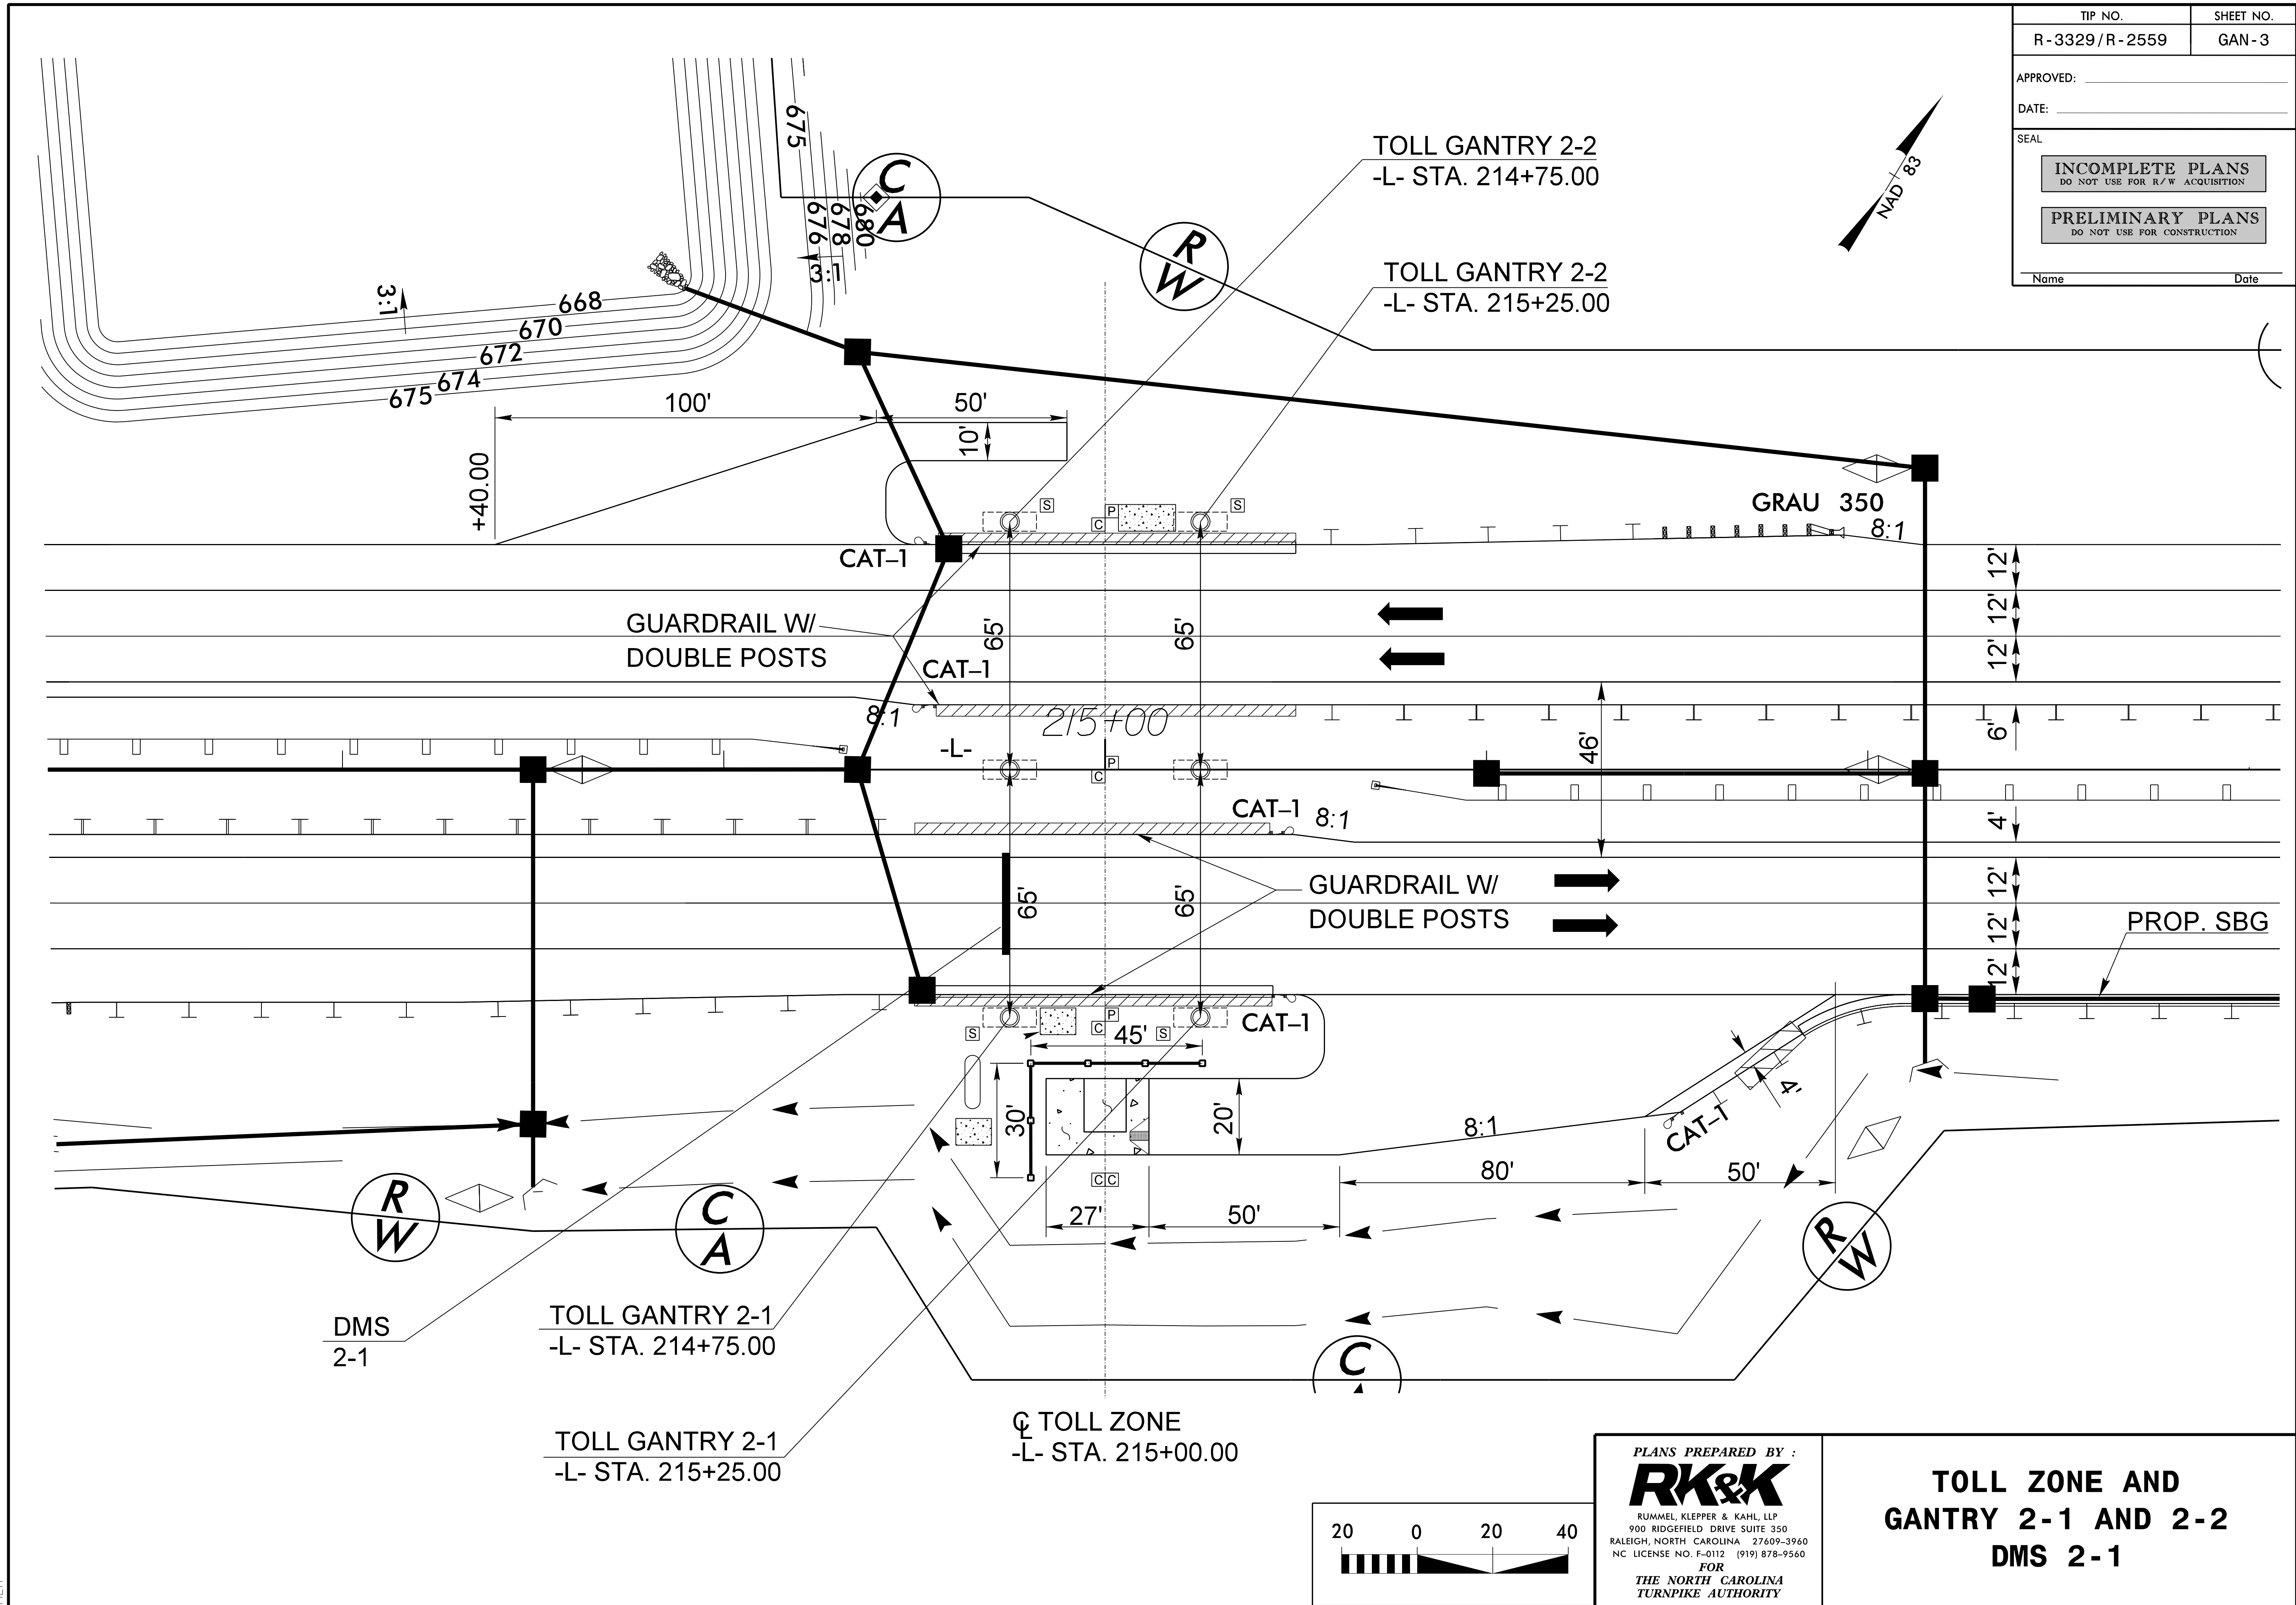 TIP NO.
SHEET NO.
R-3329/R-2559
GAN-3
APPROVED:
DATE:
SEAL
INCOMPLETE PLANS
DO NOT USE FOR R/W ACQUISITION
PRELIMINARY PLANS
DO NOT USE FOR CONSTRUCTION
Name
Date
NAD 83
675
676
678
680
3:1
C
A
R
W
TOLL GANTRY 2-2
-L- STA. 214+75.00
TOLL GANTRY 2-2
-L- STA. 215+25.00
3:1
668
670
672
674
675
100'
50'
10'
+40.00
S
P
C
S
GRAU 350
8:1
CAT-1
12'
12'
12'
GUARDRAIL W/
DOUBLE POSTS
65'
65'
CAT-1
8:1
215+00
-L-
46'
6'
P
C
CAT-1
8:1
4'
65'
65'
GUARDRAIL W/
DOUBLE POSTS
12'
12'
12'
PROP. SBG
S
P
C
S
CAT-1
45'
30'
20'
4'
CAT-1
8:1
80'
50'
C C
27'
50'
R
W
C
A
R
W
C
DMS
2-1
TOLL GANTRY 2-1
-L- STA. 214+75.00
TOLL GANTRY 2-1
-L- STA. 215+25.00
℄ TOLL ZONE
-L- STA. 215+00.00
20 0 20 40
PLANS PREPARED BY :
RK&K
RUMMEL, KLEPPER & KAHL, LLP
900 RIDGEFIELD DRIVE SUITE 350
RALEIGH, NORTH CAROLINA 27609-3960
NC LICENSE NO. F-0112 (919) 878-9560
FOR
THE NORTH CAROLINA
TURNPIKE AUTHORITY
TOLL ZONE AND
GANTRY 2-1 AND 2-2
DMS 2-1